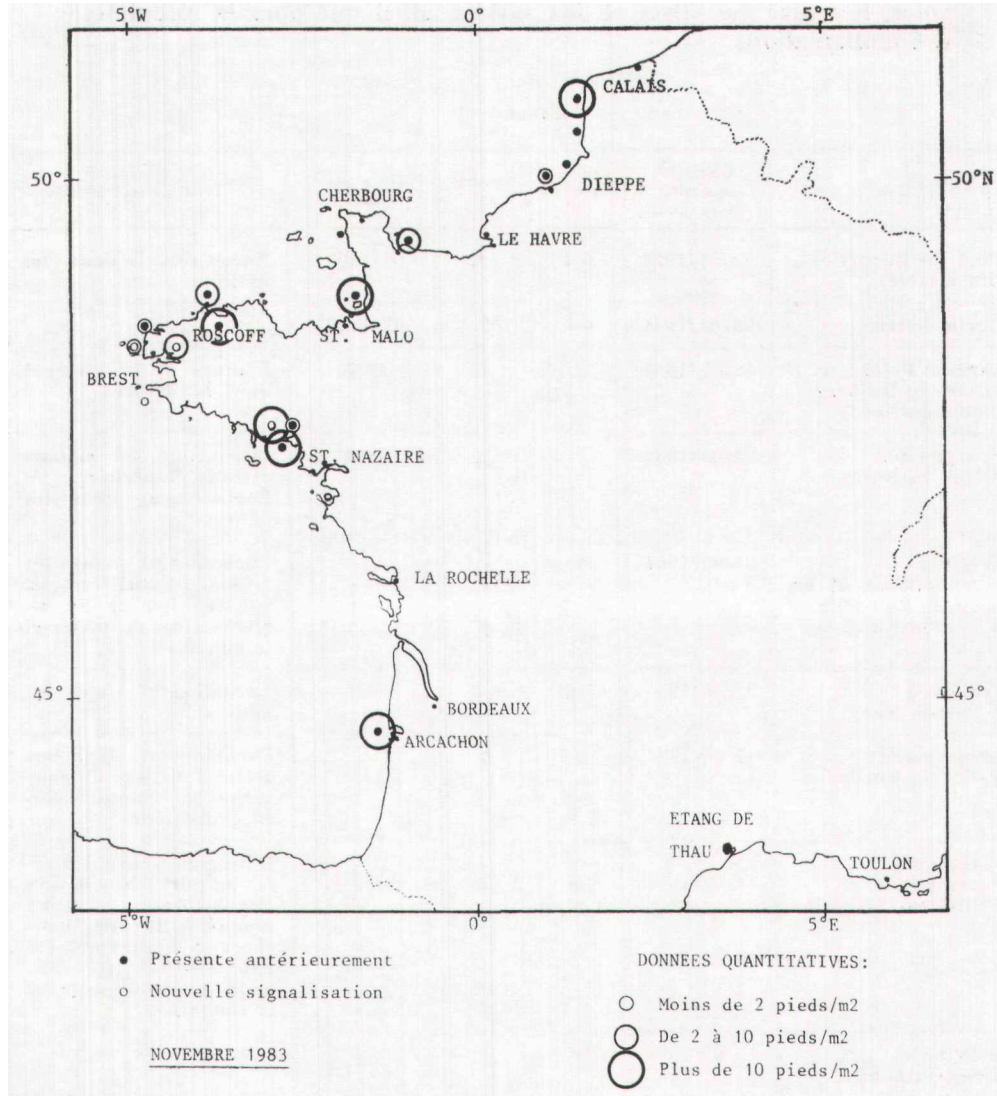 5°W 0° 5°E
CALAIS
50° 50°N
DIEPPE
CHERBOURG
LE HAVRE
ROSCOFF ST. MALO
BREST
ST. NAZAIRE
LA ROCHELLE
45° 45°
BORDEAUX
ARCACHON
ETANG DE
THAU
TOULON
5°W 0° 5°E
• Présente antérieurement
o Nouvelle signalisation
NOVEMBRE 1983
DONNEES QUANTITATIVES:
Moins de 2 pieds/m2
De 2 à 10 pieds/m2
Plus de 10 pieds/m2